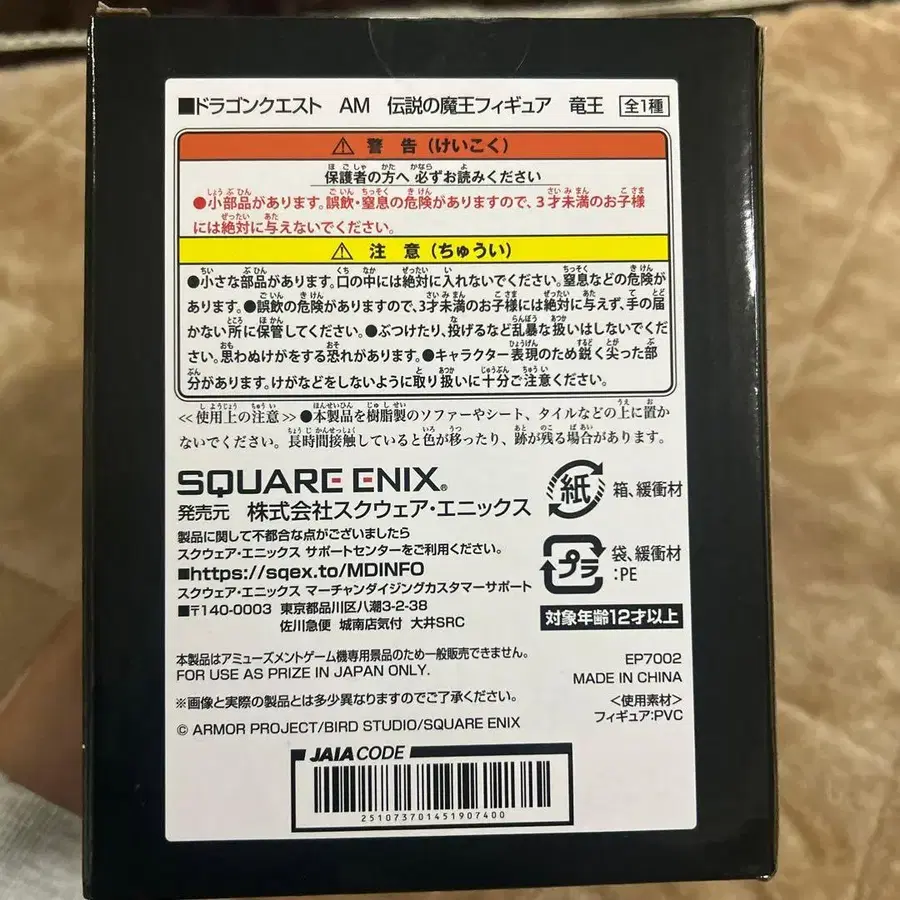 ■ドラゴンクエスト AM 伝説の魔王フィギュア 竜王 全1種
⚠ 警告(けいこく)
保護者の方へ 必ずお読みください
●小部品があります。誤飲・窒息の危険がありますので、3才未満のお子様
には絶対に与えないでください。
⚠ 注意(ちゅうい)
●小さな部品があります。口の中には絶対に入れないでください。窒息などの危険が
あります。●誤飲の危険がありますので、3才未満のお子様には絶対に与えず、手の届
かない所に保管してください。●ぶつけたり、投げるなど乱暴な扱いはしないでくだ
さい。思わぬけがをする恐れがあります。●キャラクター表現のため鋭く尖った部
分があります。けがなどをしないように取り扱いに十分ご注意ください。
≪使用上の注意≫●本製品を樹脂製のソファーやシート、タイルなどの上に置か
ないでください。長時間接触していると色が移ったり、跡が残る場合があります。
SQUARE ENIX®
発売元 株式会社スクウェア・エニックス
製品に関して不都合な点がございましたら
スクウェア・エニックス サポートセンターをご利用ください。
■https://sqex.to/MDINFO
スクウェア・エニックス マーチャンダイジングカスタマーサポート
■〒140-0003 東京都品川区八潮3-2-38
佐川急便 城南店気付 大井SRC
紙 箱、緩衝材
プラ 袋、緩衝材
:PE
対象年齢12才以上
本製品はアミューズメントゲーム機専用景品のため一般販売できません。
FOR USE AS PRIZE IN JAPAN ONLY.
EP7002
MADE IN CHINA
※画像と実際の製品とは多少異なりますのでご了承ください。
<使用素材>
フィギュア:PVC
© ARMOR PROJECT/BIRD STUDIO/SQUARE ENIX
JAIA CODE
251073701451907400